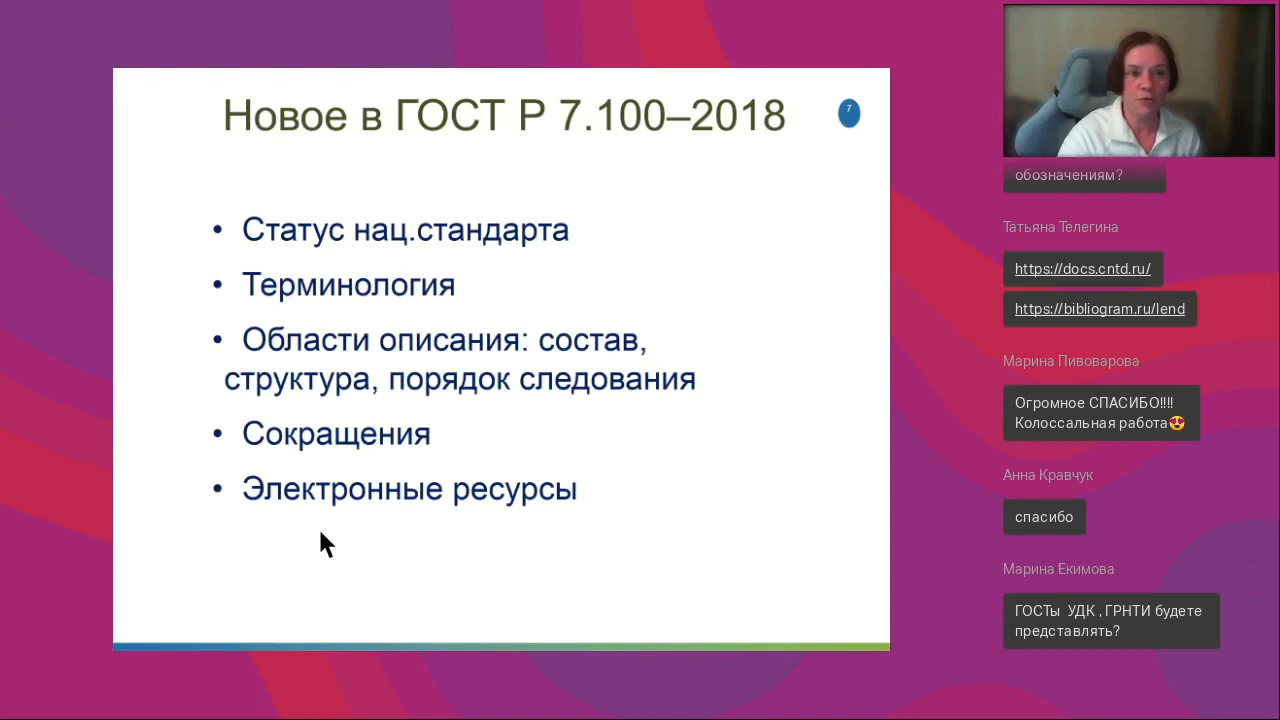 Новое в ГОСТ Р 7.100–2018
7
• Статус нац.стандарта
• Терминология
• Области описания: состав,
структура, порядок следования
• Сокращения
• Электронные ресурсы
обозначениям?
Татьяна Телегина
https://docs.cntd.ru/
https://bibliogram.ru/lend
Марина Пивоварова
Огромное СПАСИБО!!!!
Колоссальная работа😍
Анна Кравчук
спасибо
Марина Екимова
ГОСТы УДК , ГРНТИ будете
представлять?